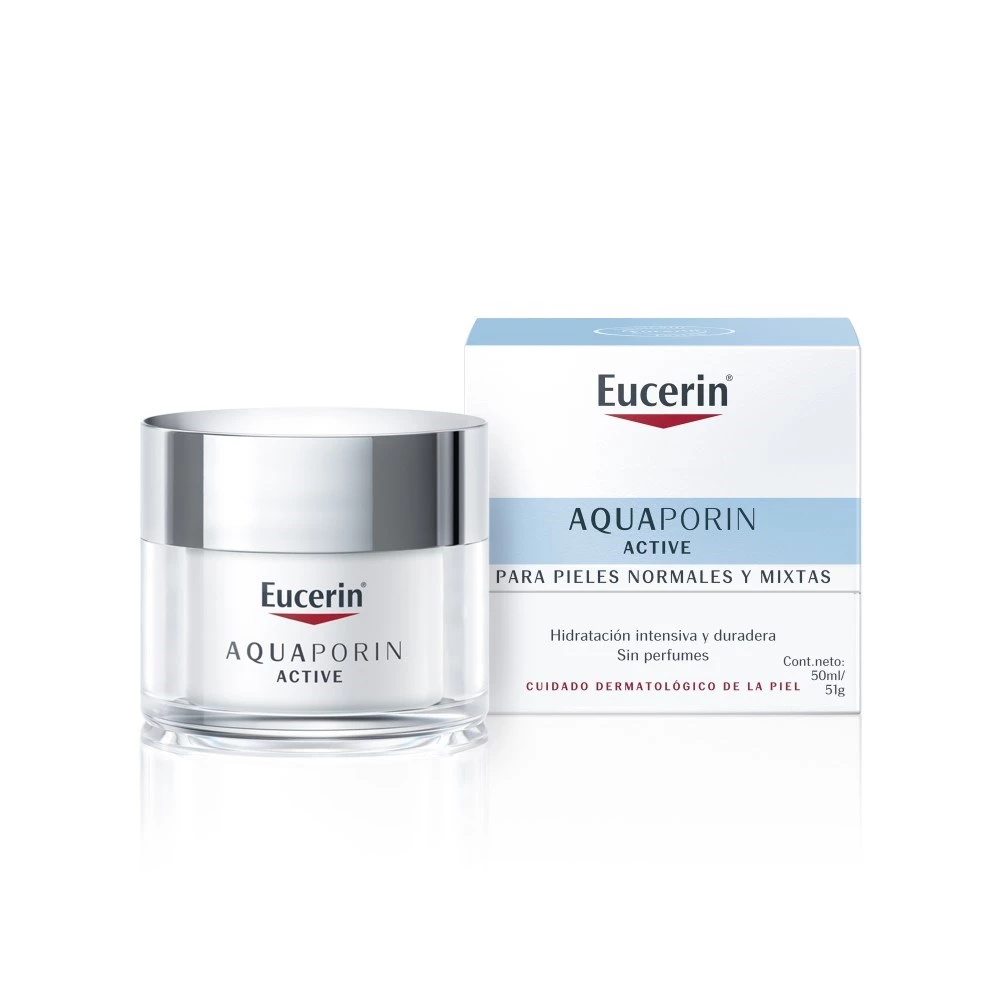 Eucerin®
AQUAPORIN
ACTIVE
Eucerin®
AQUAPORIN
ACTIVE
PARA PIELES NORMALES Y MIXTAS
Hidratación intensiva y duradera
Sin perfumes
Cont.neto:
50ml/
51g
CUIDADO DERMATOLÓGICO DE LA PIEL